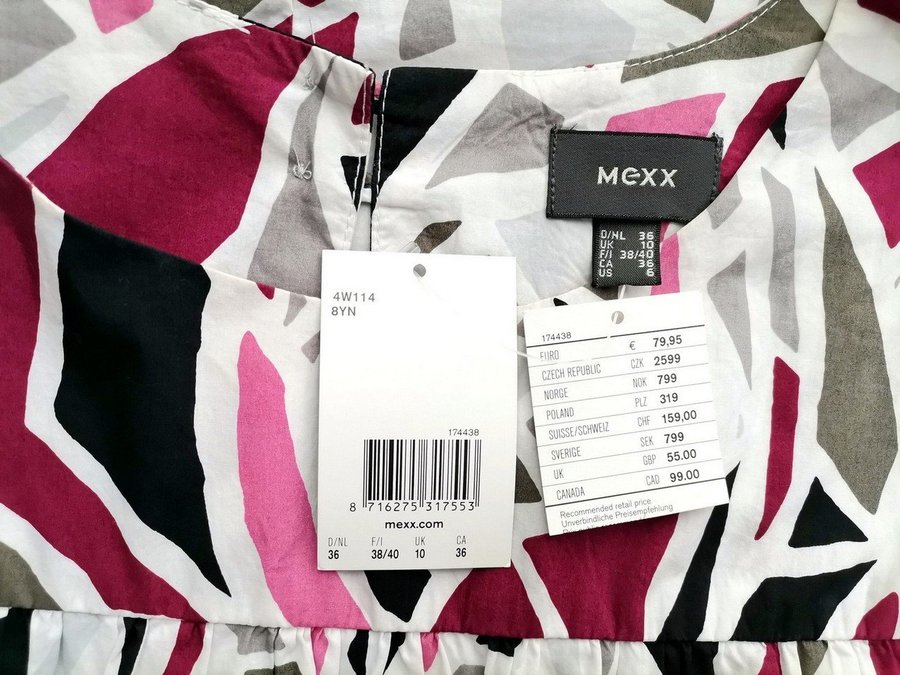 Mexx
D/NL 36
UK 10
F/I 38/40
CA 36
US 6
4W114
8YN
174438
8 716275 317553
mexx.com
D/NL F/I UK CA
36 38/40 10 36
174438
EURO € 79,95
CZECH REPUBLIC CZK 2599
NORGE NOK 799
POLAND PLZ 319
SUISSE/SCHWEIZ CHF 159,00
SVERIGE SEK 799
UK GBP 55.00
CANADA CAD 99.00
Recommended retail price
Unverbindliche Preisempfehlung